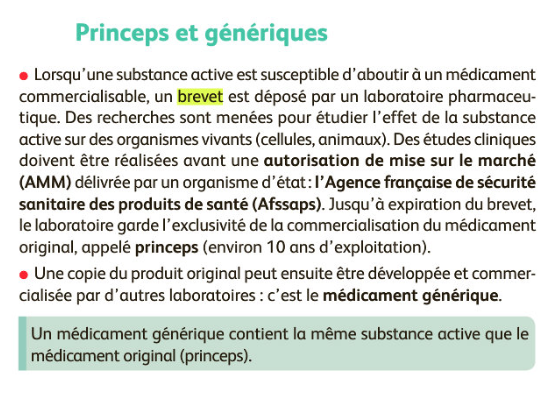 Princeps et génériques
• Lorsqu'une substance active est susceptible d'aboutir à un médicament
commercialisable, un brevet est déposé par un laboratoire pharmaceu-
tique. Des recherches sont menées pour étudier l'effet de la substance
active sur des organismes vivants (cellules, animaux). Des études cliniques
doivent être réalisées avant une autorisation de mise sur le marché
(AMM) délivrée par un organisme d'état : l'Agence française de sécurité
sanitaire des produits de santé (Afssaps). Jusqu'à expiration du brevet,
le laboratoire garde l'exclusivité de la commercialisation du médicament
original, appelé princeps (environ 10 ans d'exploitation).
• Une copie du produit original peut ensuite être développée et commer-
cialisée par d'autres laboratoires : c'est le médicament générique.
Un médicament générique contient la même substance active que le
médicament original (princeps).